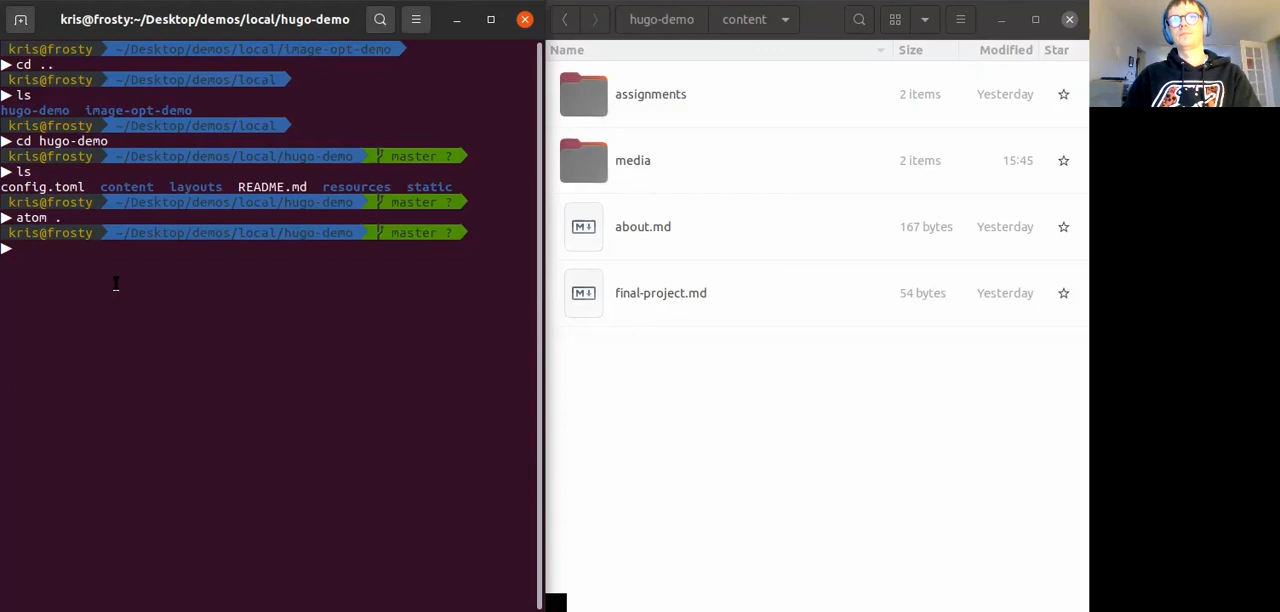 kris@frosty:~/Desktop/demos/local/hugo-demo
kris@frosty ~/Desktop/demos/local/image-opt-demo
▶ cd ..
kris@frosty ~/Desktop/demos/local
▶ ls
hugo-demo image-opt-demo
kris@frosty ~/Desktop/demos/local
▶ cd hugo-demo
kris@frosty ~/Desktop/demos/local/hugo-demo master ?
▶ ls
config.toml content layouts README.md resources static
kris@frosty ~/Desktop/demos/local/hugo-demo master ?
▶ atom .
kris@frosty ~/Desktop/demos/local/hugo-demo master ?
▶
hugo-demo content
Name Size Modified Star
assignments 2 items Yesterday
media 2 items 15:45
M about.md 167 bytes Yesterday
M final-project.md 54 bytes Yesterday